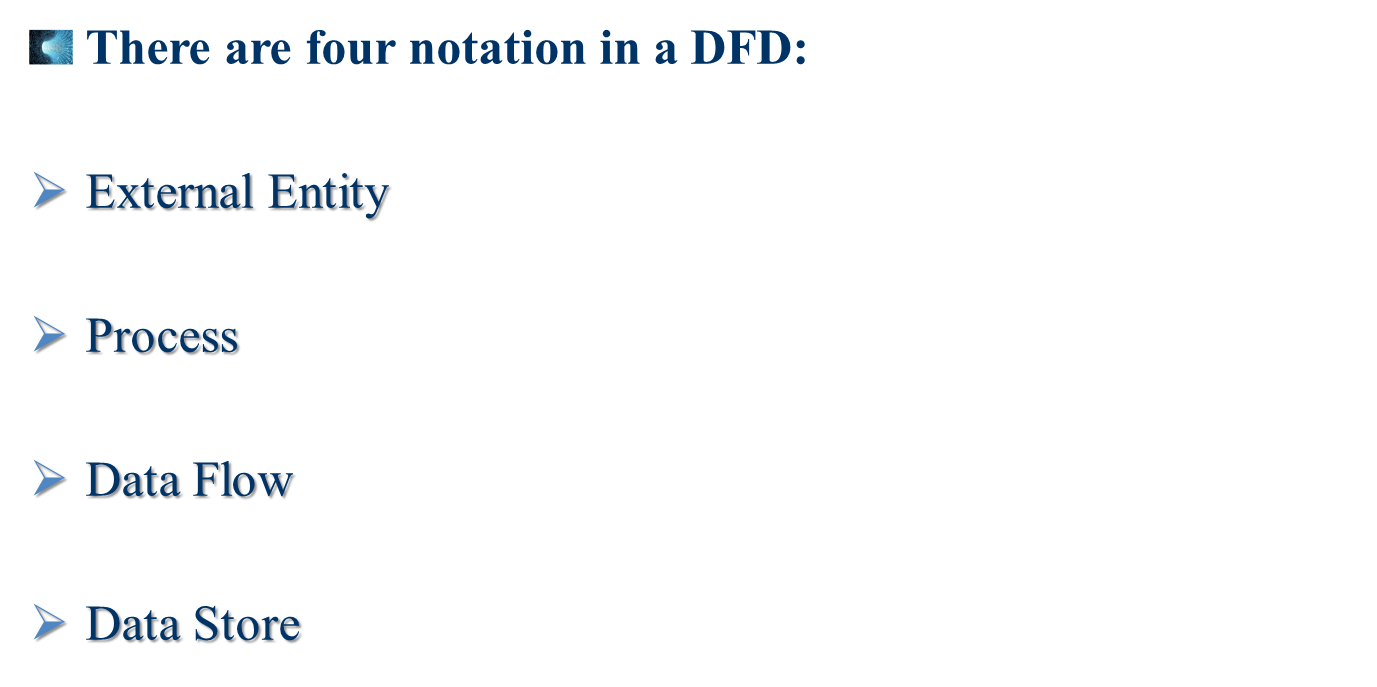 There are four notation in a DFD:
External Entity
Process
Data Flow
Data Store